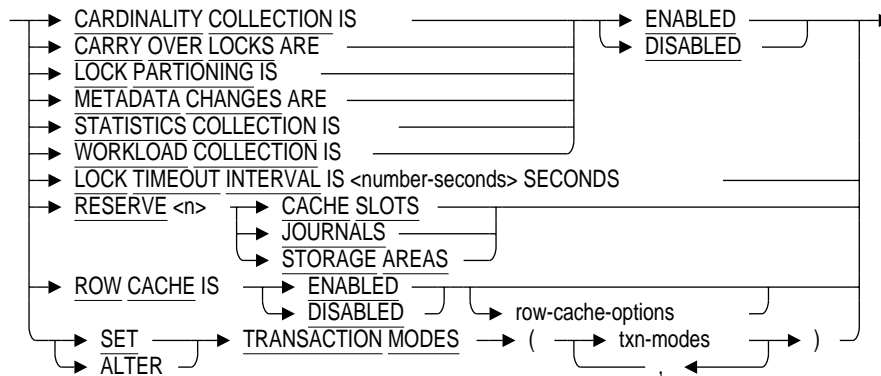 CARDINALITY COLLECTION IS ENABLED
CARRY OVER LOCKS ARE DISABLED
LOCK PARTIONING IS
METADATA CHANGES ARE
STATISTICS COLLECTION IS
WORKLOAD COLLECTION IS
LOCK TIMEOUT INTERVAL IS <number-seconds> SECONDS
RESERVE <n> CACHE SLOTS
JOURNALS
STORAGE AREAS
ROW CACHE IS ENABLED
DISABLED row-cache-options
SET TRANSACTION MODES ( txn-modes )
ALTER ,